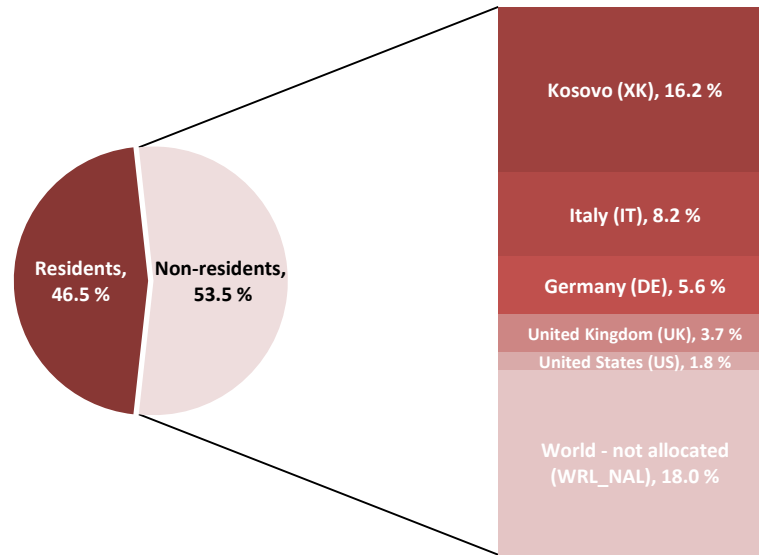 Kosovo (XK), 16.2 %
Italy (IT), 8.2 %
Residents,
46.5 %
Non-residents,
53.5 %
Germany (DE), 5.6 %
United Kingdom (UK), 3.7 %
United States (US), 1.8 %
World - not allocated
(WRL_NAL), 18.0 %